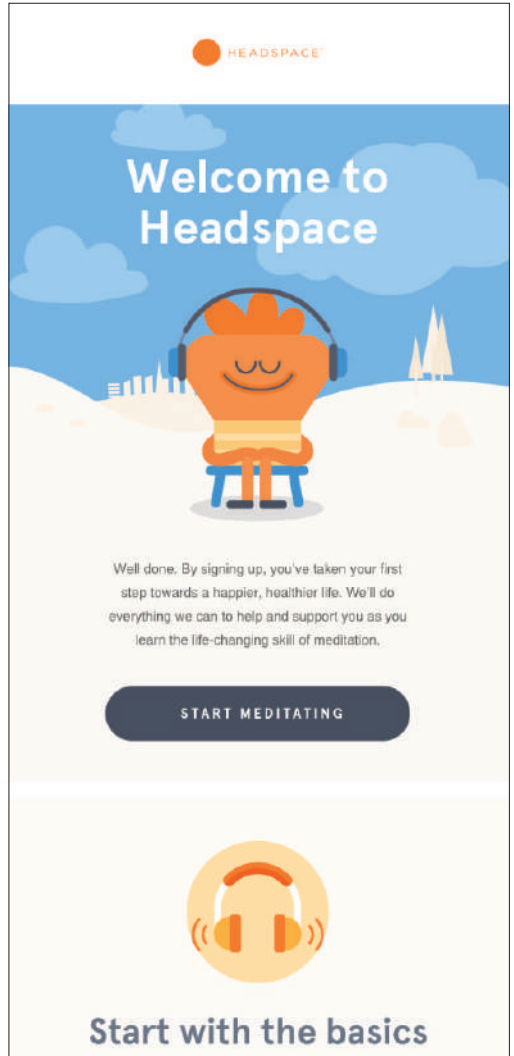 HEADSPACE
Welcome to
Headspace
Well done. By signing up, you've taken your first
step towards a happier, healthier life. We'll do
everything we can to help and support you as you
learn the life-changing skill of meditation.
START MEDITATING
Start with the basics